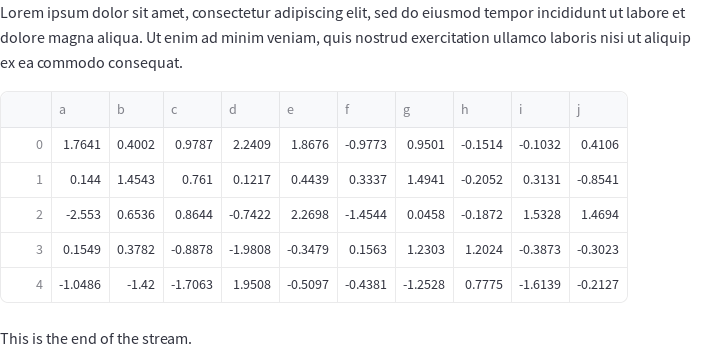 Lorem ipsum dolor sit amet, consectetur adipiscing elit, sed do eiusmod tempor incididunt ut labore et
dolore magna aliqua. Ut enim ad minim veniam, quis nostrud exercitation ullamco laboris nisi ut aliquip
ex ea commodo consequat.
a b c d e f g h i j
0 1.7641 0.4002 0.9787 2.2409 1.8676 -0.9773 0.9501 -0.1514 -0.1032 0.4106
1 0.144 1.4543 0.761 0.1217 0.4439 0.3337 1.4941 -0.2052 0.3131 -0.8541
2 -2.553 0.6536 0.8644 -0.7422 2.2698 -1.4544 0.0458 -0.1872 1.5328 1.4694
3 0.1549 0.3782 -0.8878 -1.9808 -0.3479 0.1563 1.2303 1.2024 -0.3873 -0.3023
4 -1.0486 -1.42 -1.7063 1.9508 -0.5097 -0.4381 -1.2528 0.7775 -1.6139 -0.2127
This is the end of the stream.